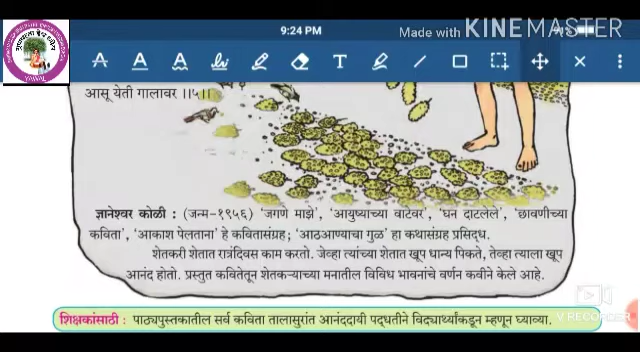 9:24 PM
Made with KINEMASTER
आसू येती गालावर ।।५।।
ज्ञानेश्वर कोळी : (जन्म-१९५६) 'जगणे माझे', 'आयुष्याच्या वाटेवर', 'घन दाटलेले', 'छावणीच्या
कविता', 'आकाश पेलताना' हे कवितासंग्रह; 'आठआण्याचा गुळ' हा कथासंग्रह प्रसिद्ध.
शेतकरी शेतात रात्रंदिवस काम करतो. जेव्हा त्यांच्या शेतात खूप धान्य पिकते, तेव्हा त्याला खूप
आनंद होतो. प्रस्तुत कवितेतून शेतकऱ्याच्या मनातील विविध भावनांचे वर्णन कवीने केले आहे.
शिक्षकांसाठी : पाठ्यपुस्तकातील सर्व कविता तालासुरांत आनंददायी पद्धतीने विद्यार्थ्यांकडून म्हणून घ्याव्या.
V RECORDER